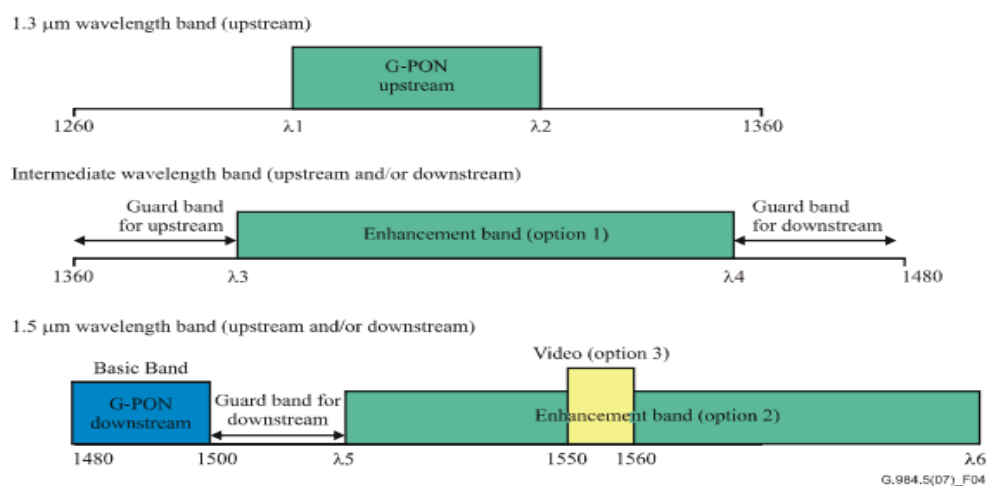 1.3 μm wavelength band (upstream)
G-PON
upstream
1260
λ1
λ2
1360
Intermediate wavelength band (upstream and/or downstream)
Guard band
for upstream
Enhancement band (option 1)
Guard band
for downstream
1360
λ3
λ4
1480
1.5 μm wavelength band (upstream and/or downstream)
Basic Band
Video (option 3)
G-PON
downstream
Guard band for
downstream
Enhancement band (option 2)
1480
1500
λ5
1550
1560
λ6
G.984.5(07)_F04